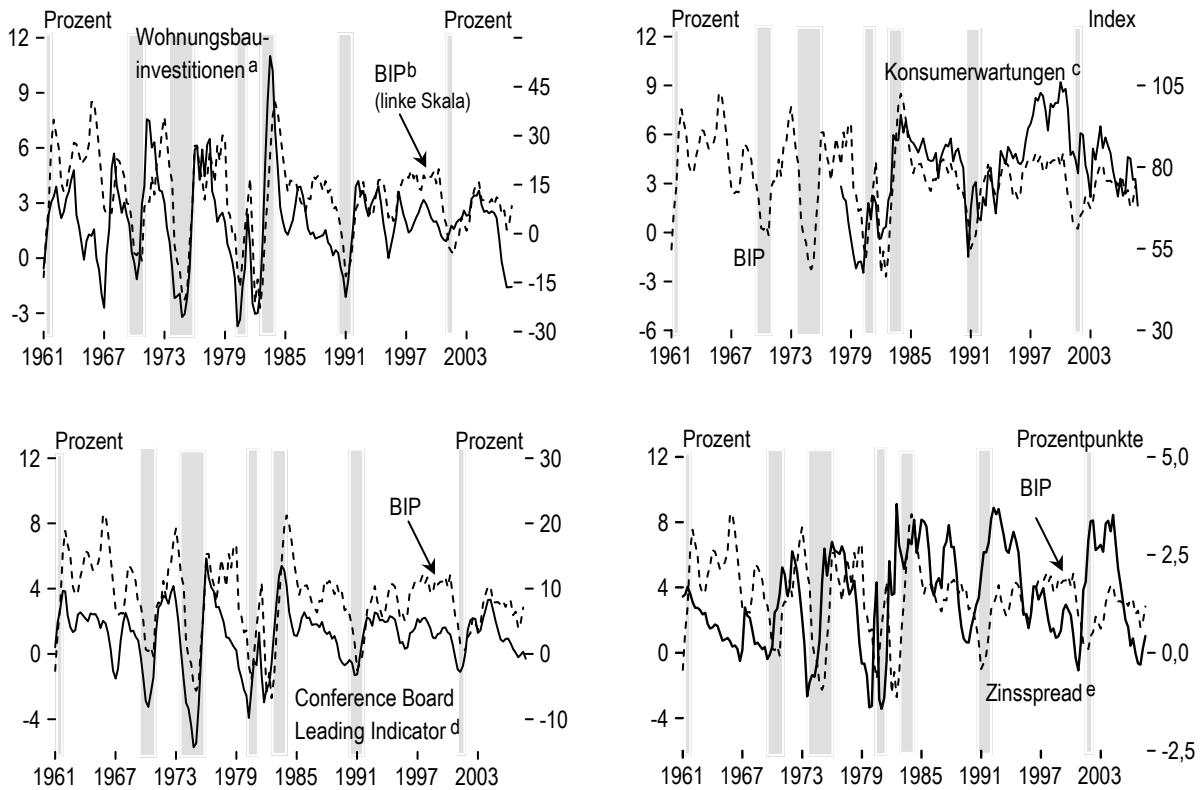 Prozent
Prozent
12
9
6
3
0
-3
Wohnungsbau-
investitionen a
BIP b
(linke Skala)
45
30
15
0
-15
-30
1961 1967 1973 1979 1985 1991 1997 2003
Prozent
Index
12
9
6
3
0
-3
-6
Konsumerwartungen c
BIP
105
80
55
30
1961 1967 1973 1979 1985 1991 1997 2003
Prozent
Prozent
12
8
4
0
-4
BIP
Conference Board
Leading Indicator d
30
20
10
0
-10
1961 1967 1973 1979 1985 1991 1997 2003
Prozent
Prozentpunkte
12
8
4
0
-4
BIP
Zinsspread e
5,0
2,5
0,0
-2,5
1961 1967 1973 1979 1985 1991 1997 2003